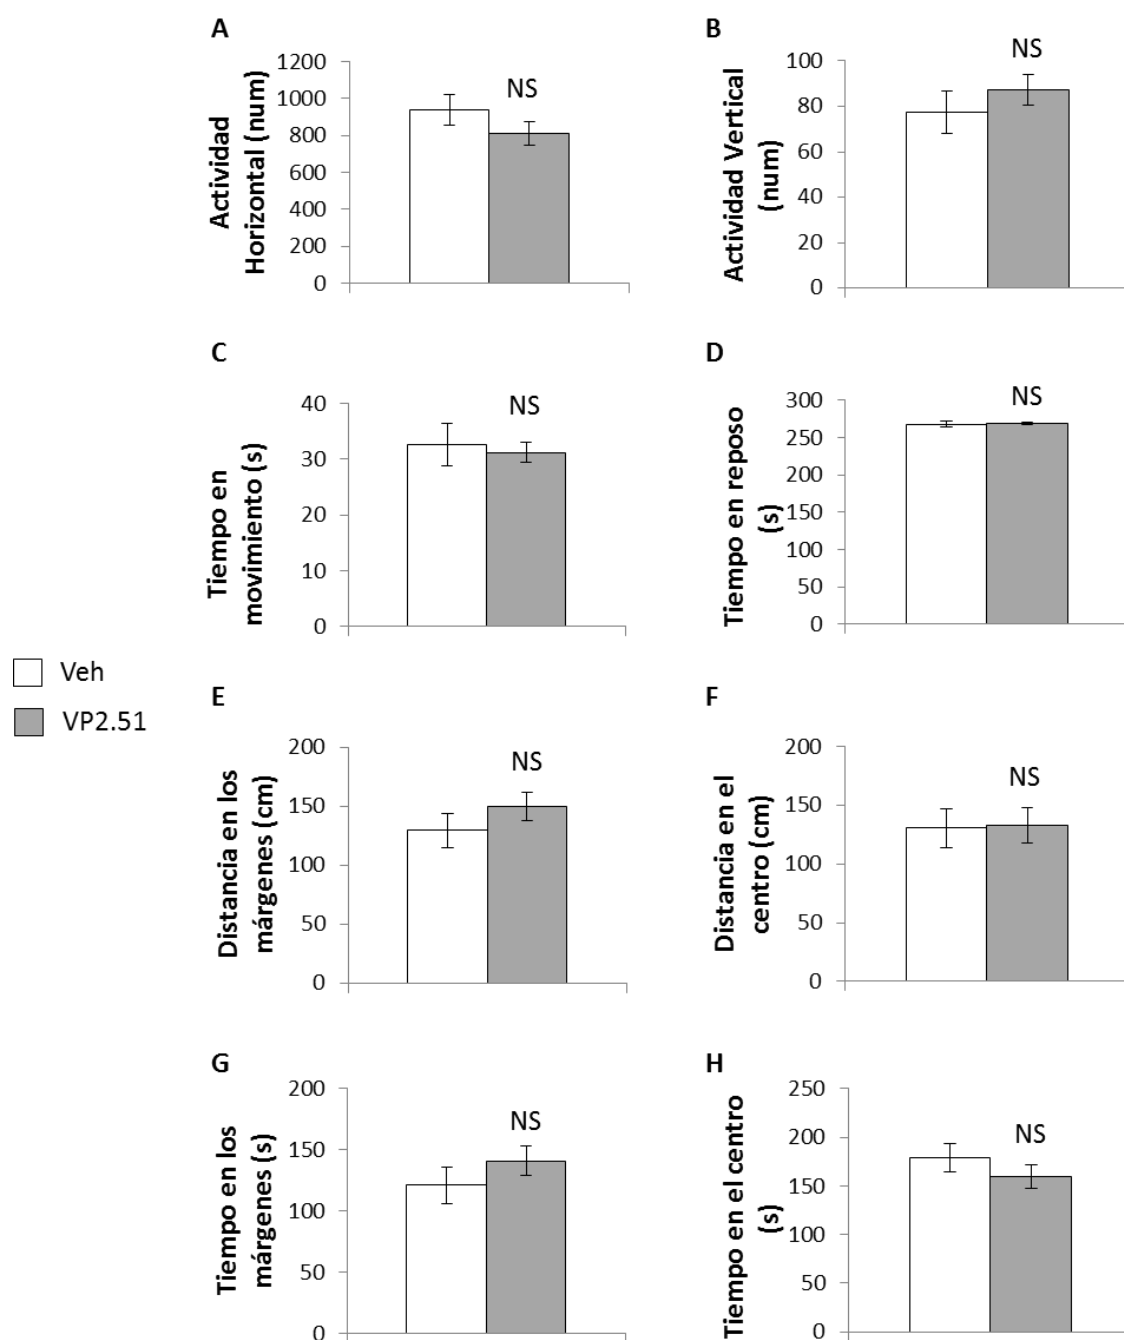 A
Actividad
Horizontal (num)
1200
1000
800
600
400
200
0
NS
B
Actividad Vertical
(num)
100
80
60
40
20
0
NS
C
Tiempo en
movimiento (s)
40
30
20
10
0
NS
D
Tiempo en reposo
(s)
300
250
200
150
100
50
0
NS
Veh
VP2.51
E
Distancia en los
márgenes (cm)
200
150
100
50
0
NS
F
Distancia en el
centro (cm)
200
150
100
50
0
NS
G
Tiempo en los
márgenes (s)
200
150
100
50
0
NS
H
Tiempo en el centro
(s)
250
200
150
100
50
0
NS